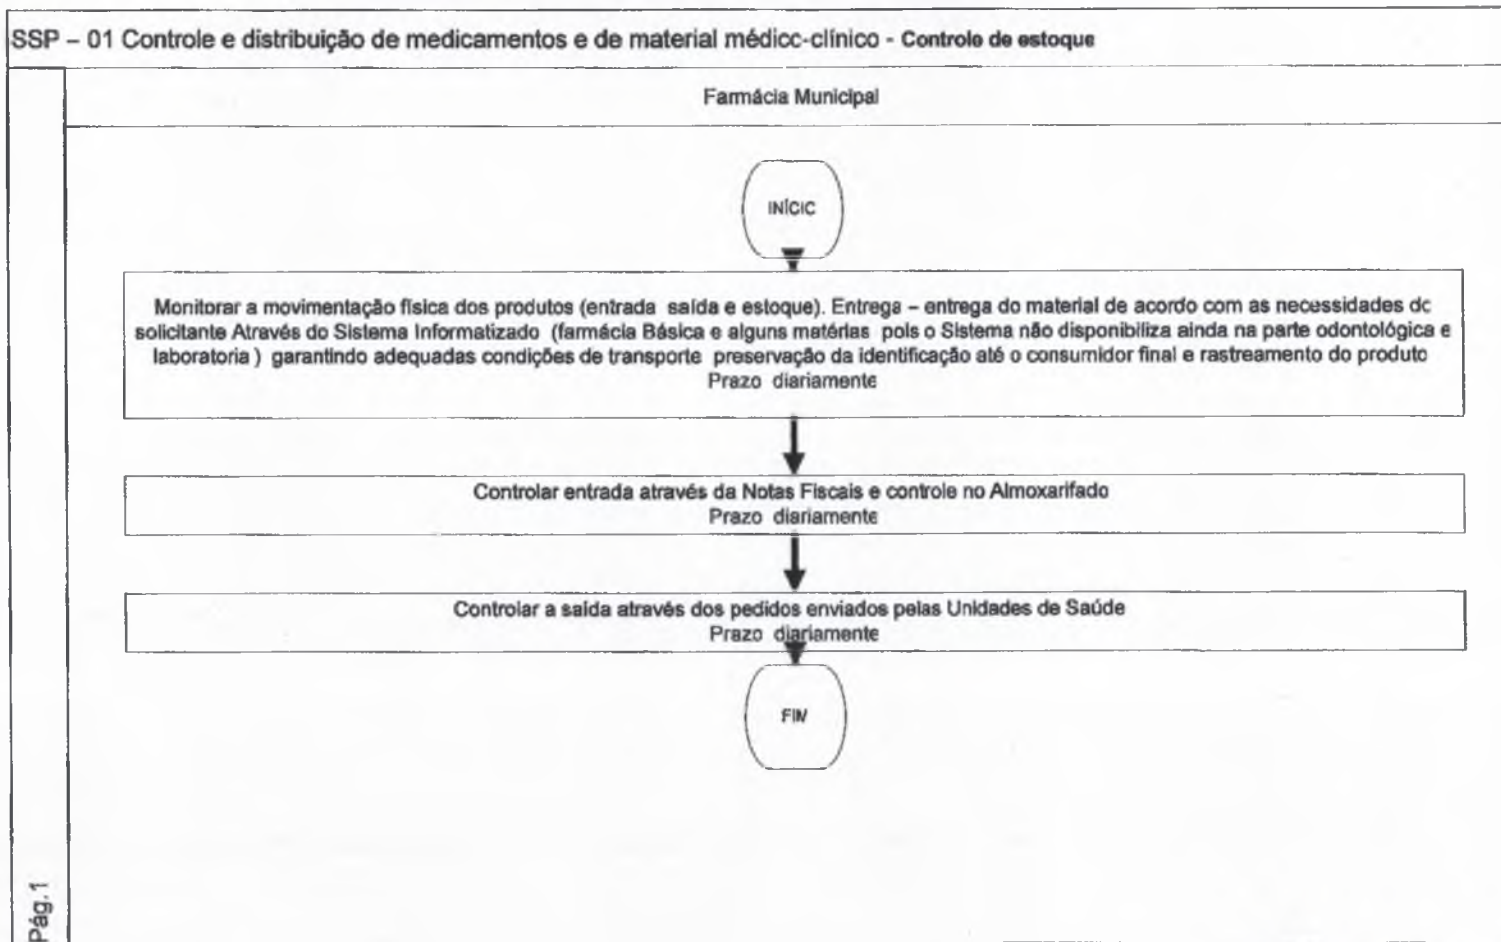 SSP – 01 Controle e distribuição de medicamentos e de material médicc-clínico - Controle de estoque
Farmácia Municipal
INÍCIC
Monitorar a movimentação física dos produtos (entrada saída e estoque). Entrega – entrega do material de acordo com as necessidades dc
solicitante Através do Sistema Informatizado (farmácia Básica e alguns matérias pois o Sistema não disponibiliza ainda na parte odontológica e
laboratoria ) garantindo adequadas condições de transporte preservação da identificação até o consumidor final e rastreamento do produto
Prazo diariamente
Controlar entrada através da Notas Fiscais e controle no Almoxarifado
Prazo diariamente
Controlar a saída através dos pedidos enviados pelas Unidades de Saúde
Prazo diariamente
FIM
Pág.1